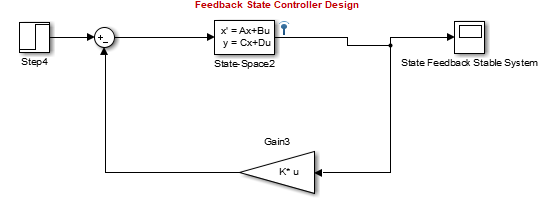 Feedback State Controller Design
+
-
x' = Ax+Bu
y = Cx+Du
Step4
State-Space2
State Feedback Stable System
Gain3
K* u